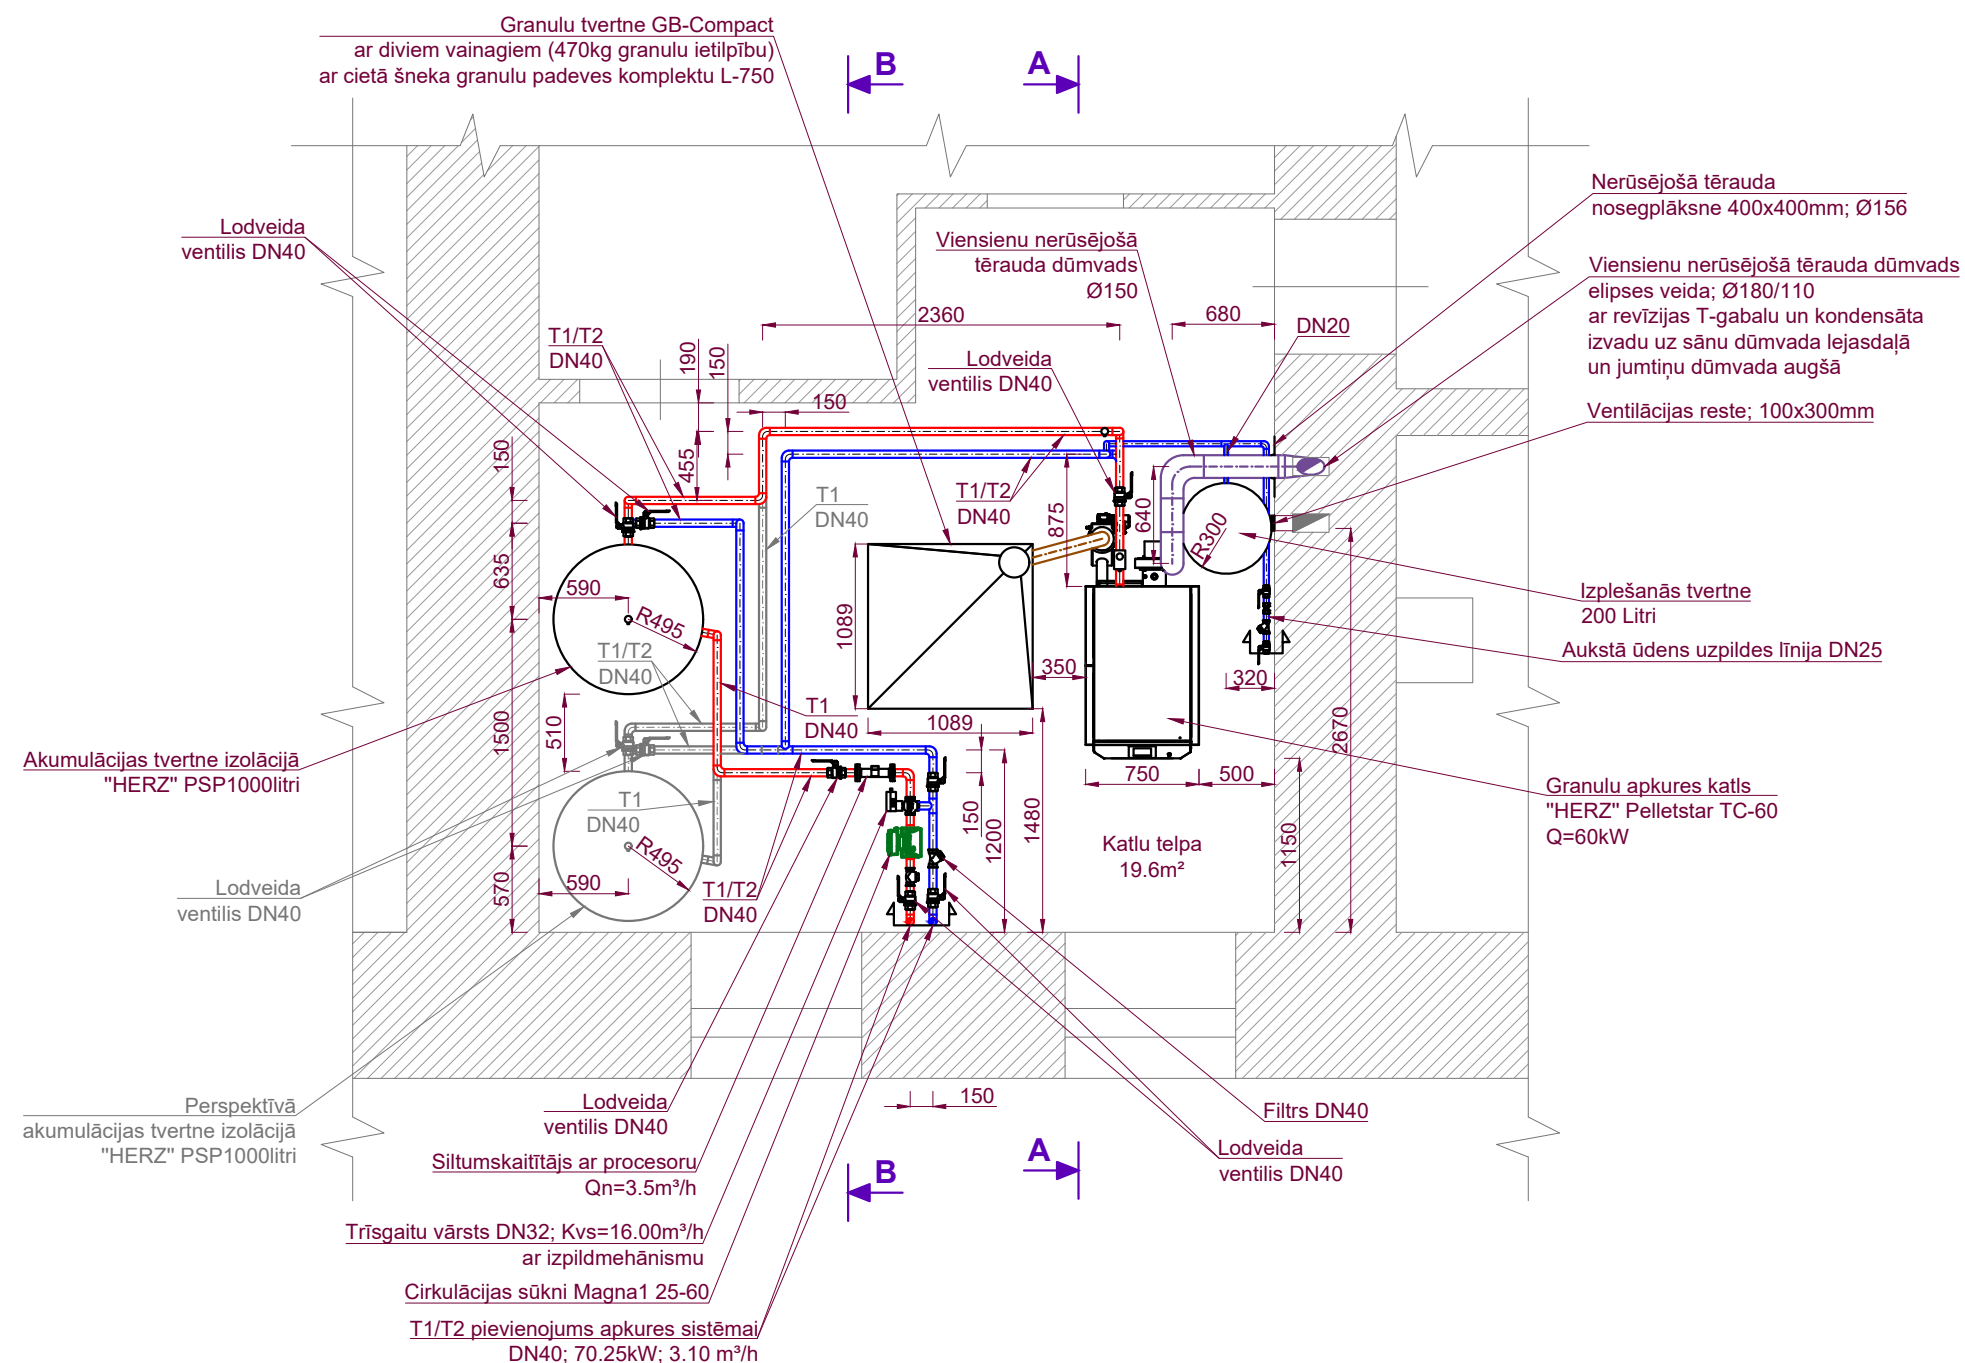 Granulu tvertne GB-Compact
ar diviem vainagiem (470kg granulu ietilpību)
ar cietā šneka granulu padeves komplektu L-750
B
A
Nerūsējošā tērauda
nosegplāksne 400x400mm; Ø156
Lodveida
ventilis DN40
Viensienu nerūsējošā
tērauda dūmvads
Ø150
Viensienu nerūsējošā tērauda dūmvads
elipses veida; Ø180/110
ar revīzijas T-gabalu un kondensāta
izvadu uz sānu dūmvada lejasdaļā
un jumtiņu dūmvada augšā
2360
680
DN20
T1/T2
DN40
190
150
Lodveida
ventilis DN40
150
Ventilācijas reste; 100x300mm
150
455
T1
DN40
T1/T2
DN40
875
640
R300
635
590
R495
1089
T1/T2
DN40
350
Izplešanās tvertne
200 Litri
Aukstā ūdens uzpildes līnija DN25
320
1500
510
T1
DN40
1089
2670
Akumulācijas tvertne izolācijā
"HERZ" PSP1000litri
750
500
Granulu apkures katls
"HERZ" Pelletstar TC-60
Q=60kW
T1
DN40
150
1200
1480
1150
Katlu telpa
19.6m²
R495
570
590
T1/T2
DN40
Lodveida
ventilis DN40
Perspektīvā
akumulācijas tvertne izolācijā
"HERZ" PSP1000litri
Lodveida
ventilis DN40
150
Filtrs DN40
Siltumskaitītājs ar procesoru
Qn=3.5m³/h
B
A
Lodveida
ventilis DN40
Trīsgaitu vārsts DN32; Kvs=16.00m³/h
ar izpildmehānismu
Cirkulācijas sūkni Magna1 25-60
T1/T2 pievienojums apkures sistēmai
DN40; 70.25kW; 3.10 m³/h